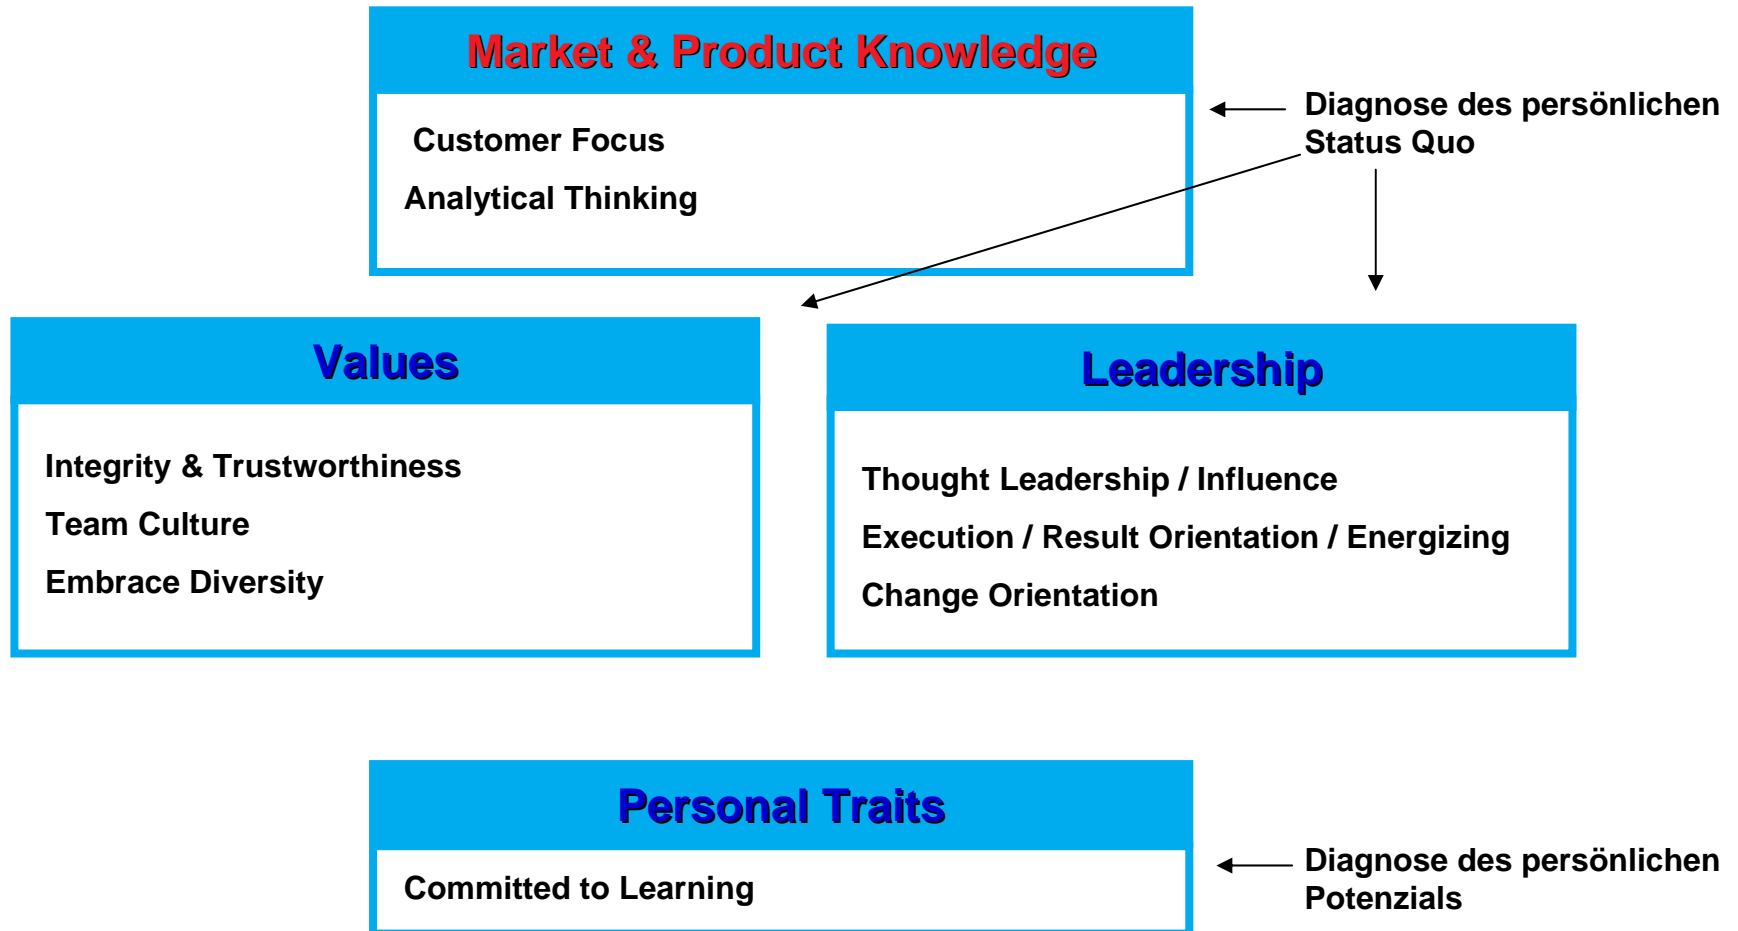 Market & Product Knowledge
Customer Focus
Analytical Thinking
Diagnose des persönlichen
Status Quo
Values
Integrity & Trustworthiness
Team Culture
Embrace Diversity
Leadership
Thought Leadership / Influence
Execution / Result Orientation / Energizing
Change Orientation
Personal Traits
Committed to Learning
Diagnose des persönlichen
Potenzials